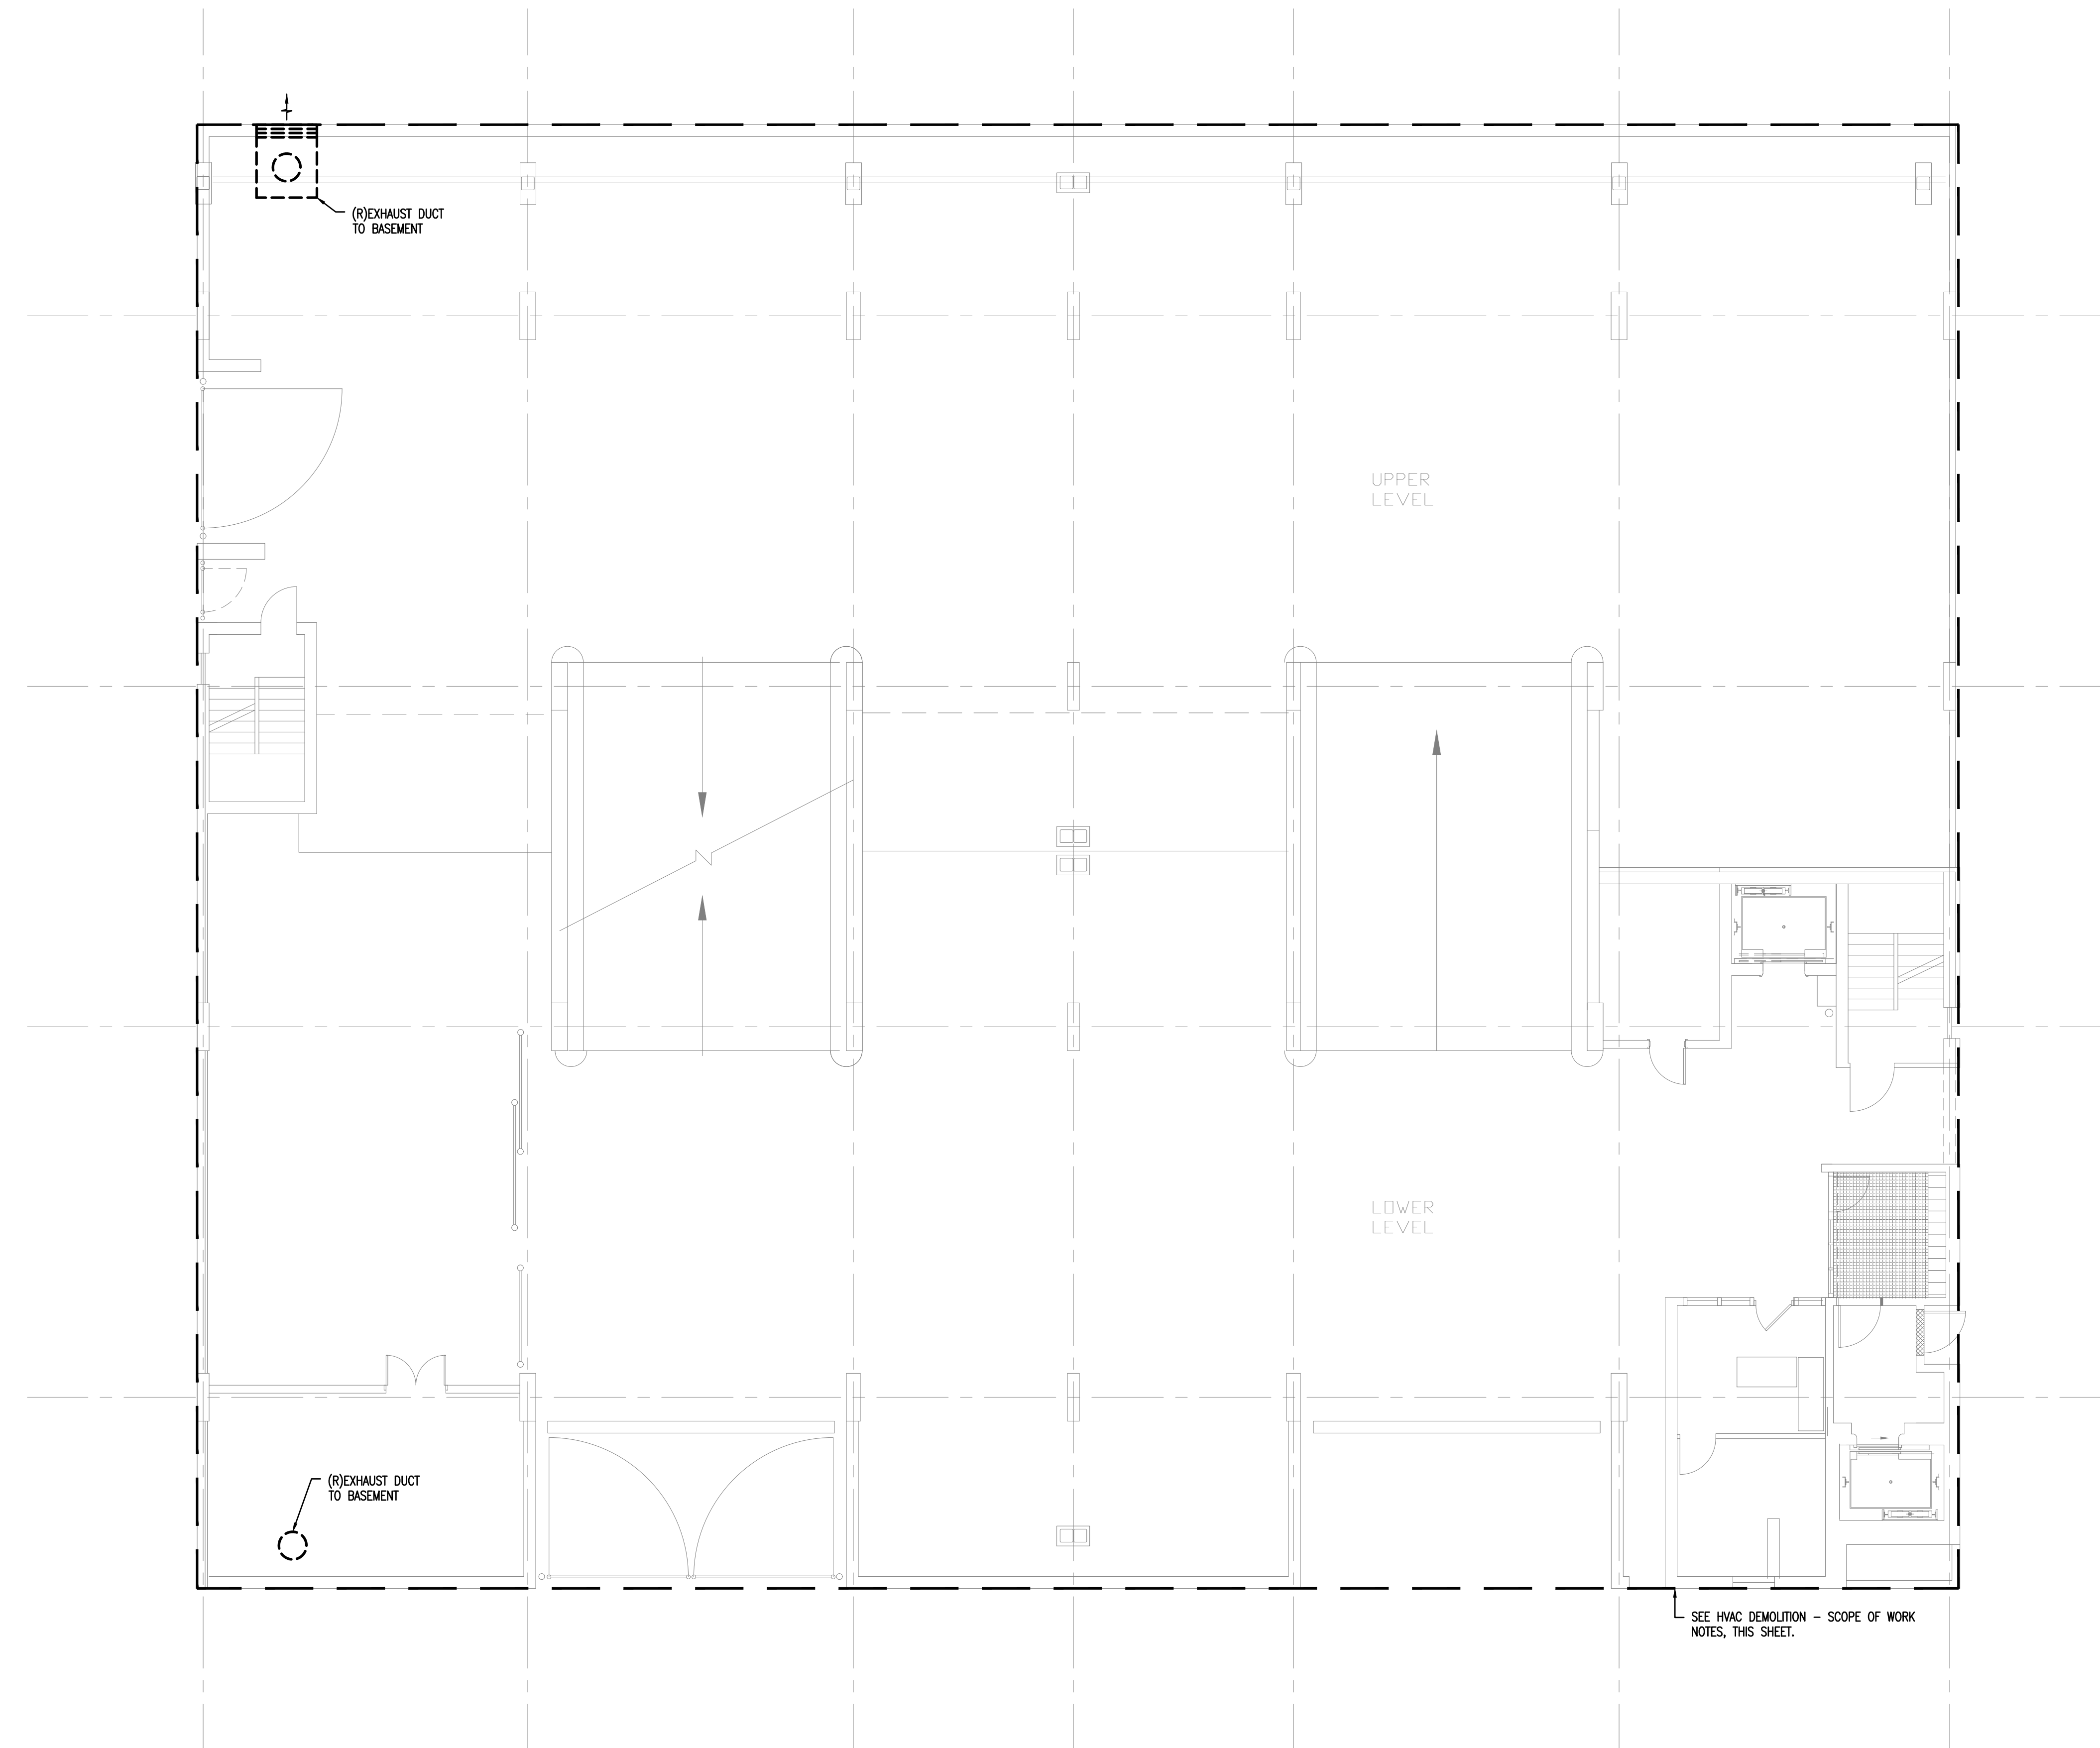 (R)EXHAUST DUCT
TO BASEMENT
UPPER
LEVEL
LOWER
LEVEL
(R)EXHAUST DUCT
TO BASEMENT
SEE HVAC DEMOLITION – SCOPE OF WORK
NOTES, THIS SHEET.